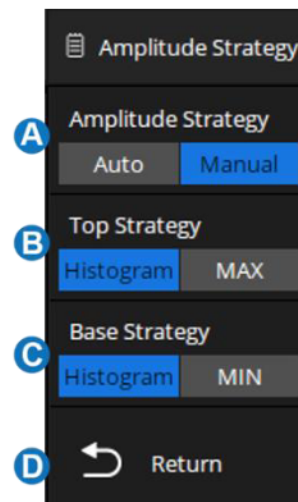 Amplitude Strategy
A
Amplitude Strategy
Auto Manual
B
Top Strategy
Histogram MAX
C
Base Strategy
Histogram MIN
D
Return